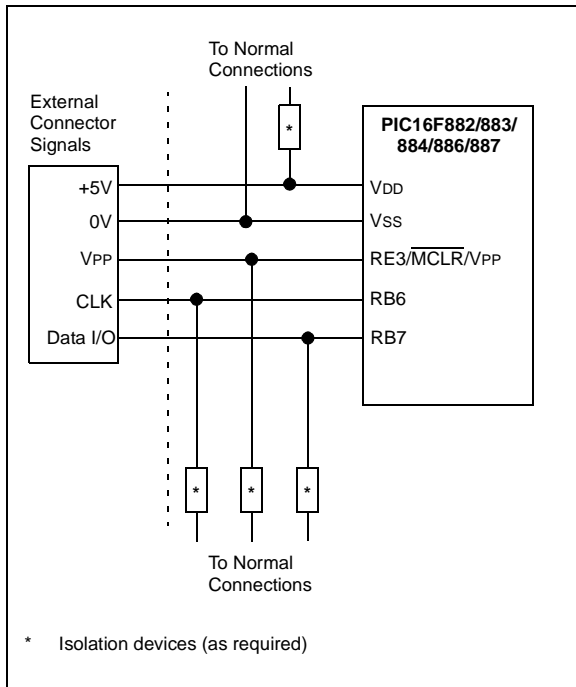 To Normal
Connections
External
Connector
Signals
*
PIC16F882/883/
884/886/887
+5V
VDD
0V
VSS
VPP
RE3/MCLR/VPP
CLK
RB6
Data I/O
RB7
* * *
To Normal
Connections
* Isolation devices (as required)